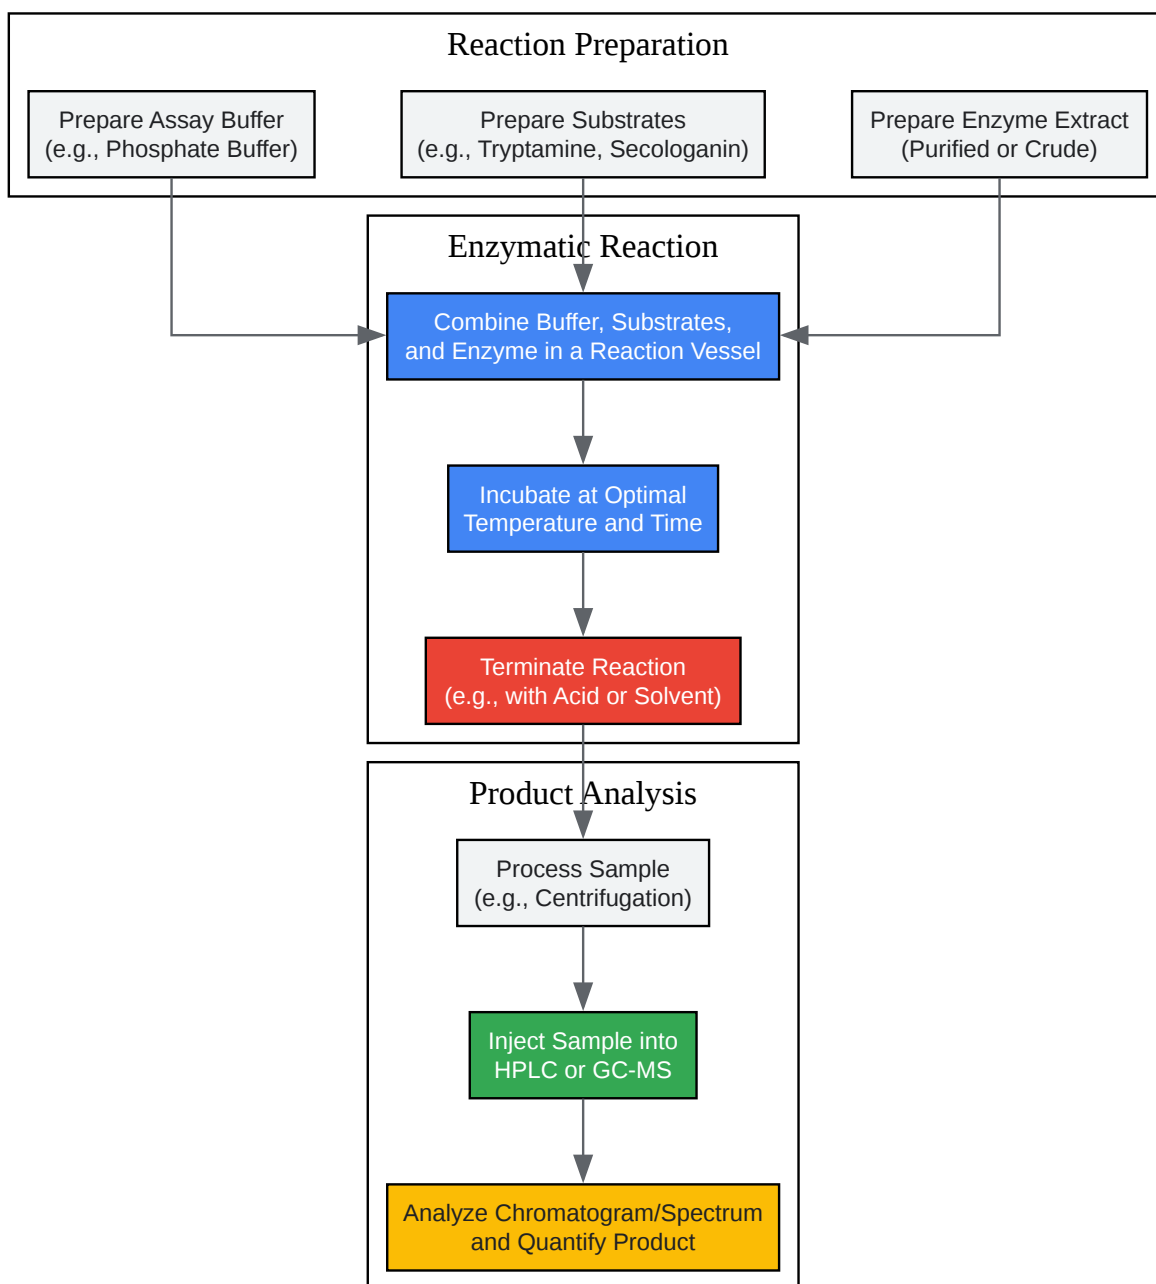 Reaction Preparation
Prepare Assay Buffer
(e.g., Phosphate Buffer)
Prepare Substrates
(e.g., Tryptamine, Secologanin)
Prepare Enzyme Extract
(Purified or Crude)
Enzymatic Reaction
Combine Buffer, Substrates,
and Enzyme in a Reaction Vessel
Incubate at Optimal
Temperature and Time
Terminate Reaction
(e.g., with Acid or Solvent)
Product Analysis
Process Sample
(e.g., Centrifugation)
Inject Sample into
HPLC or GC-MS
Analyze Chromatogram/Spectrum
and Quantify Product